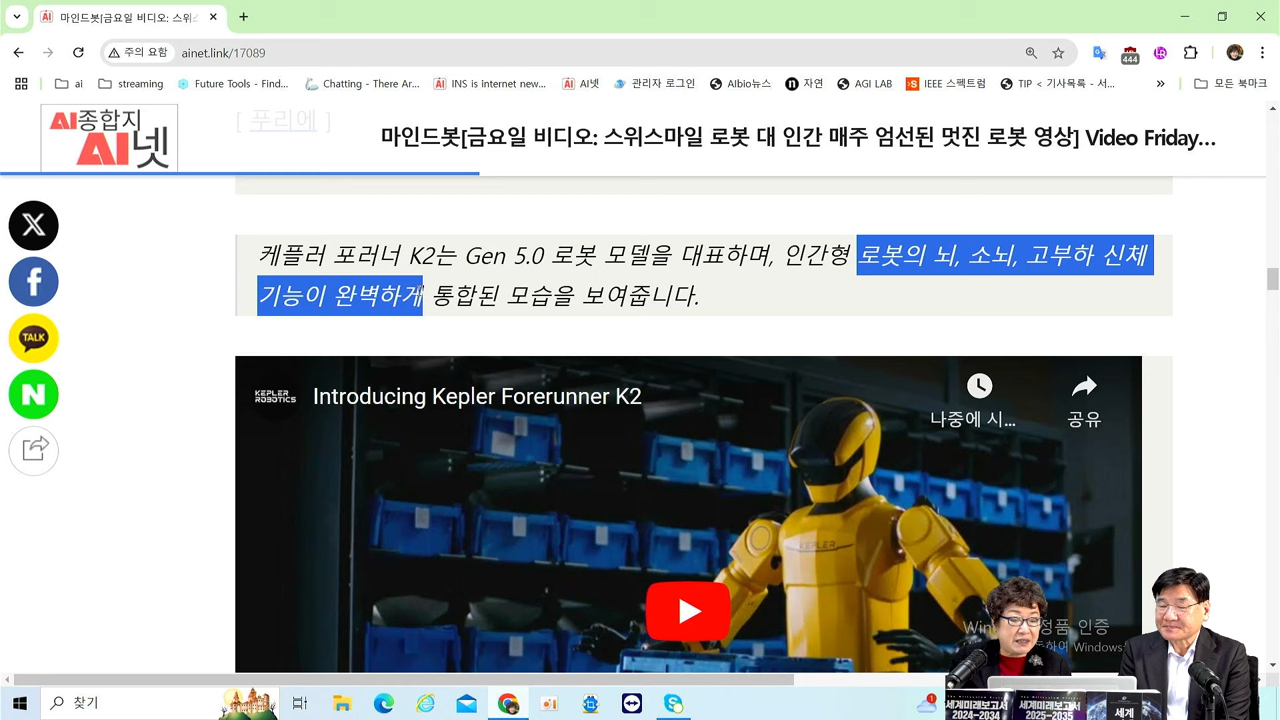 마인드봇[금요일 비디오: 스위스
주의 요함
ainet.link/17089
444
ai
streaming
Future Tools - Find...
Chatting - There Ar...
INS is internet new...
AI넷
관리자 로그인
AIbio뉴스
자연
AGI LAB
IEEE 스펙트럼
TIP < 기사목록 - 서...
모든 북마크
AI종합지
AI넷
[ 푸리에 ]
마인드봇[금요일 비디오: 스위스마일 로봇 대 인간 매주 엄선된 멋진 로봇 영상] Video Friday...
TALK
N
케플러 포러너 K2는 Gen 5.0 로봇 모델을 대표하며, 인간형 로봇의 뇌, 소뇌, 고부하 신체
기능이 완벽하게 통합된 모습을 보여줍니다.
KEPLER
ROBOTICS
Introducing Kepler Forerunner K2
나중에 시...
공유
KEPLER
정품 인증
Windows
찾기
1
세계미래보고서
2024-2034
세계미래보고서
2025-2035
세계